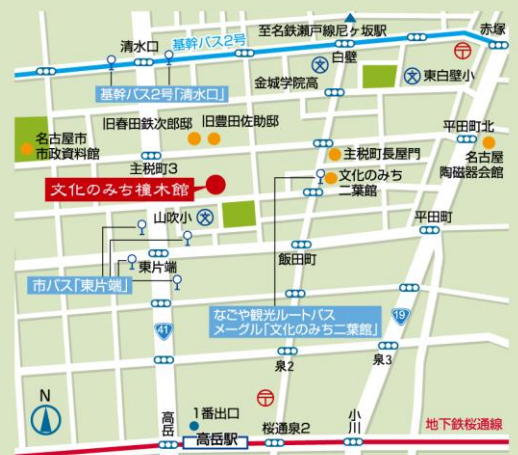 至名鉄瀬戸線尼ヶ坂駅
赤塚
清水口
基幹バス2号
白壁
金城学院高
文
文
東白壁小
基幹バス2号「清水口」
旧春田鉄次郎邸
旧豊田佐助邸
平田町北
名古屋市
市政資料館
主税町長屋門
名古屋
陶磁器会館
主税町3
文化のみち橦木館
文化のみち
二葉館
山吹小
文
平田町
東片端
飯田町
市バス「東片端」
なごや観光ルートバス
メーグル「文化のみち二葉館」
41
19
泉2
泉3
N
高岳
1番出口
小川
地下鉄桜通線
高岳駅
桜通泉2